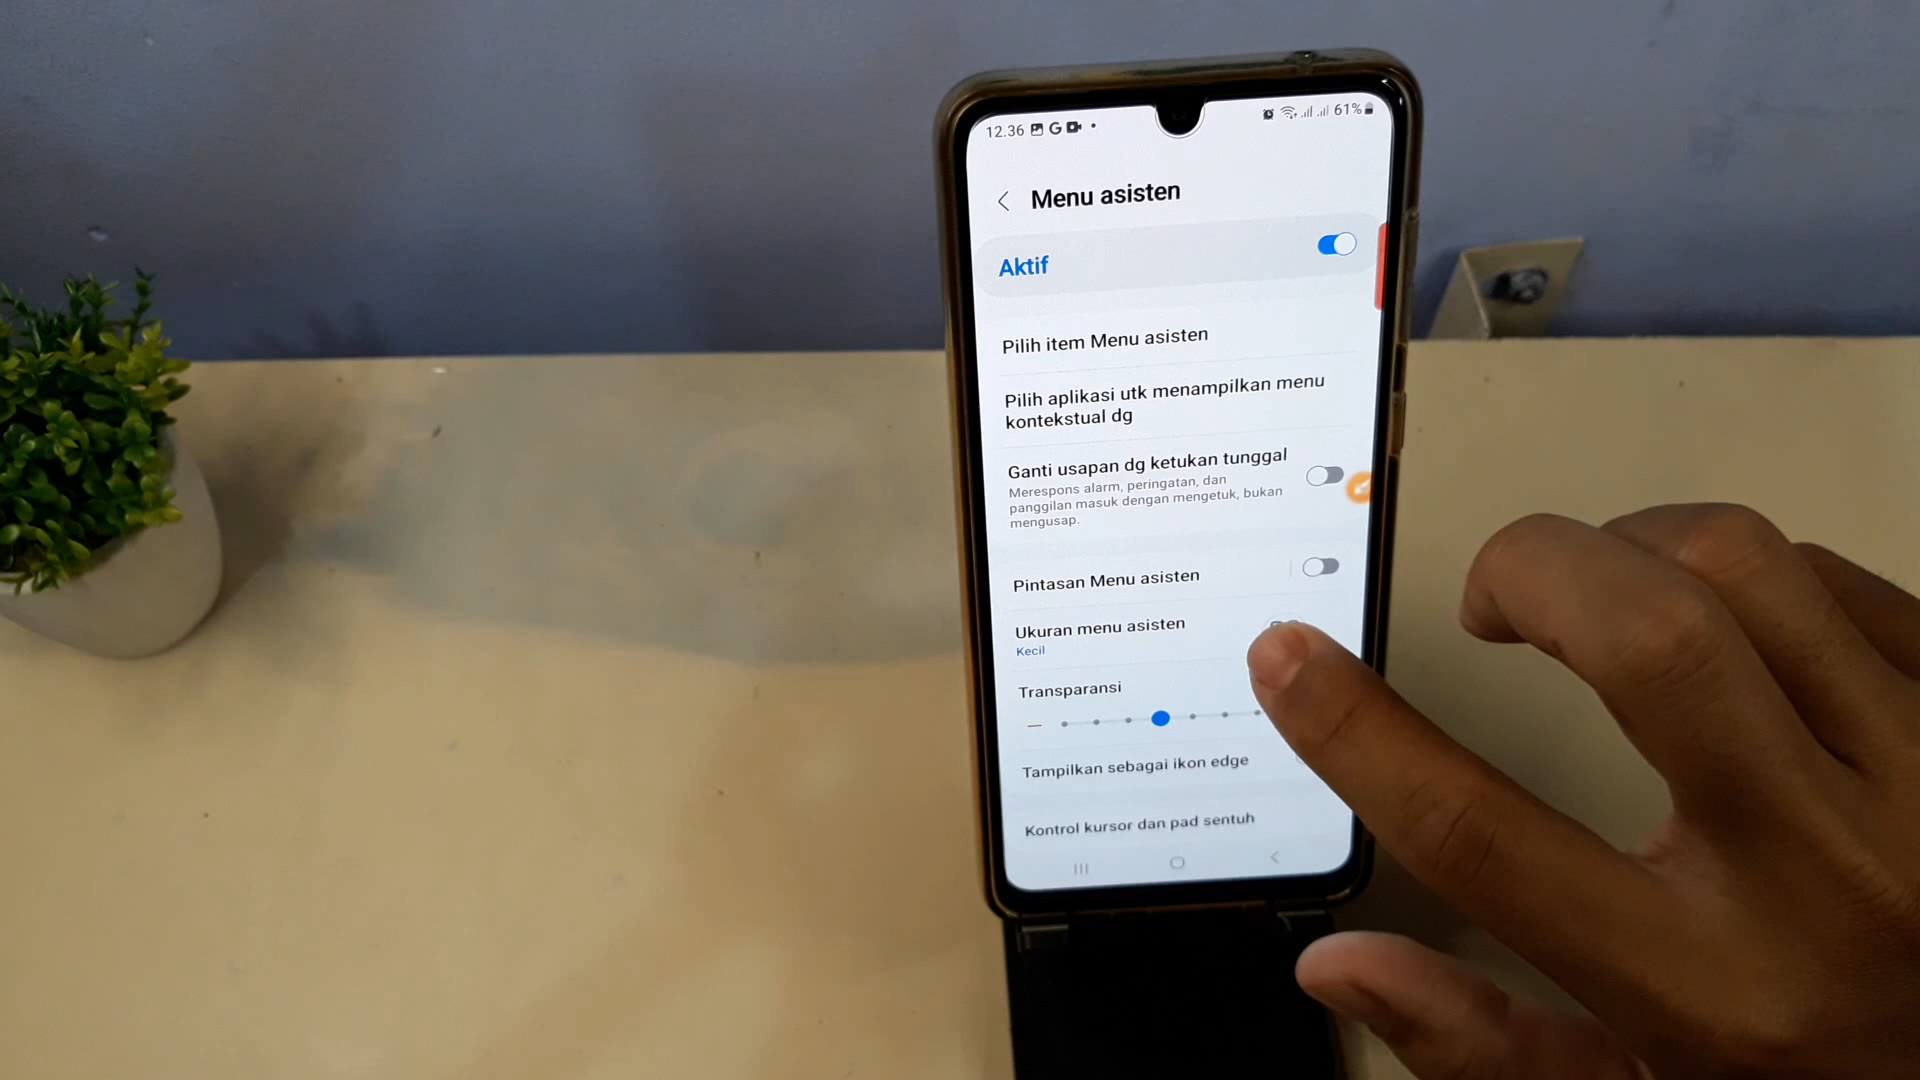 12.36 G 61%
Menu asisten
Aktif
Pilih item Menu asisten
Pilih aplikasi utk menampilkan menu
kontekstual dg
Ganti usapan dg ketukan tunggal
Merespons alarm, peringatan, dan
panggilan masuk dengan mengetuk, bukan
mengusap.
Pintasan Menu asisten
Ukuran menu asisten
Kecil
Transparansi
Tampilkan sebagai ikon edge
Kontrol kursor dan pad sentuh